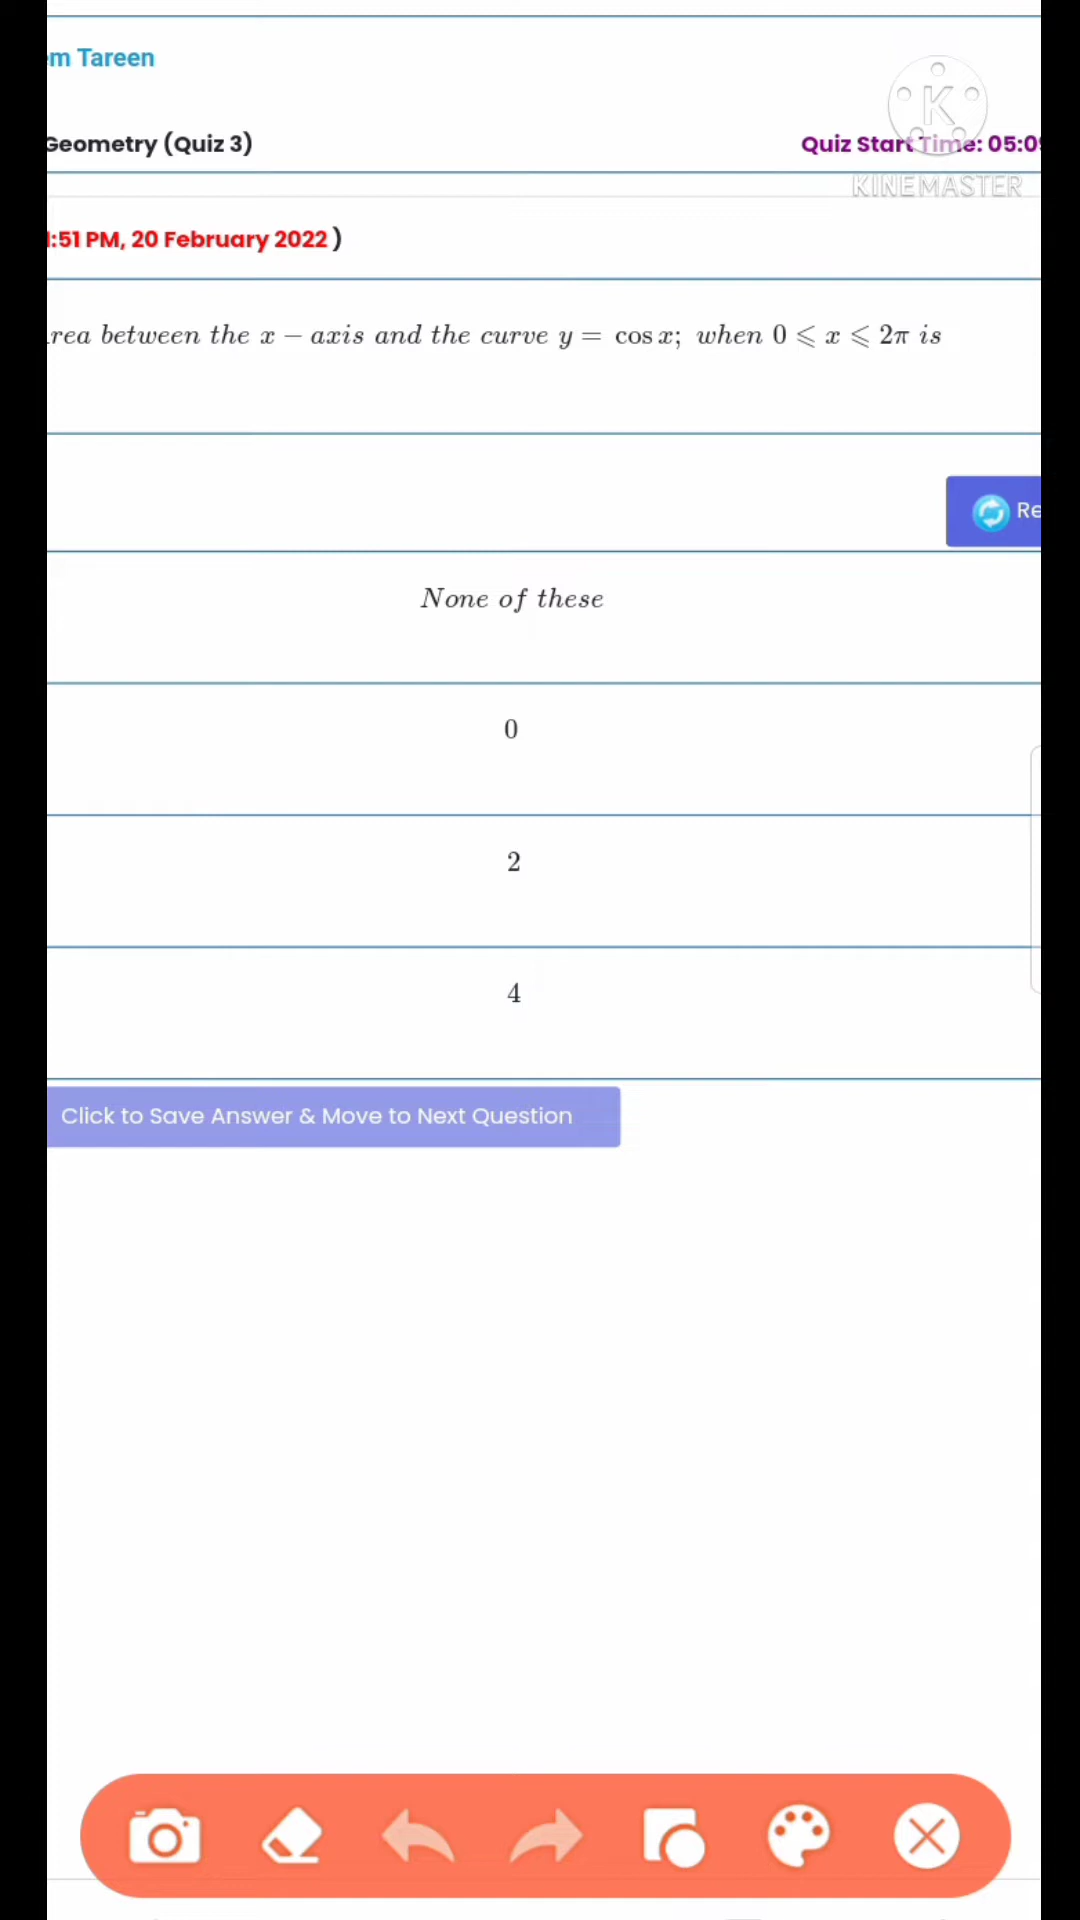 m Tareen
Geometry (Quiz 3)
Quiz Start Time: 05:0
K
KINEMASTER
:51 PM, 20 February 2022 )
rea between the x − axis and the curve y = cos x; when 0 ⩽ x ⩽ 2π is
Re
None of these
0
2
4
Click to Save Answer & Move to Next Question